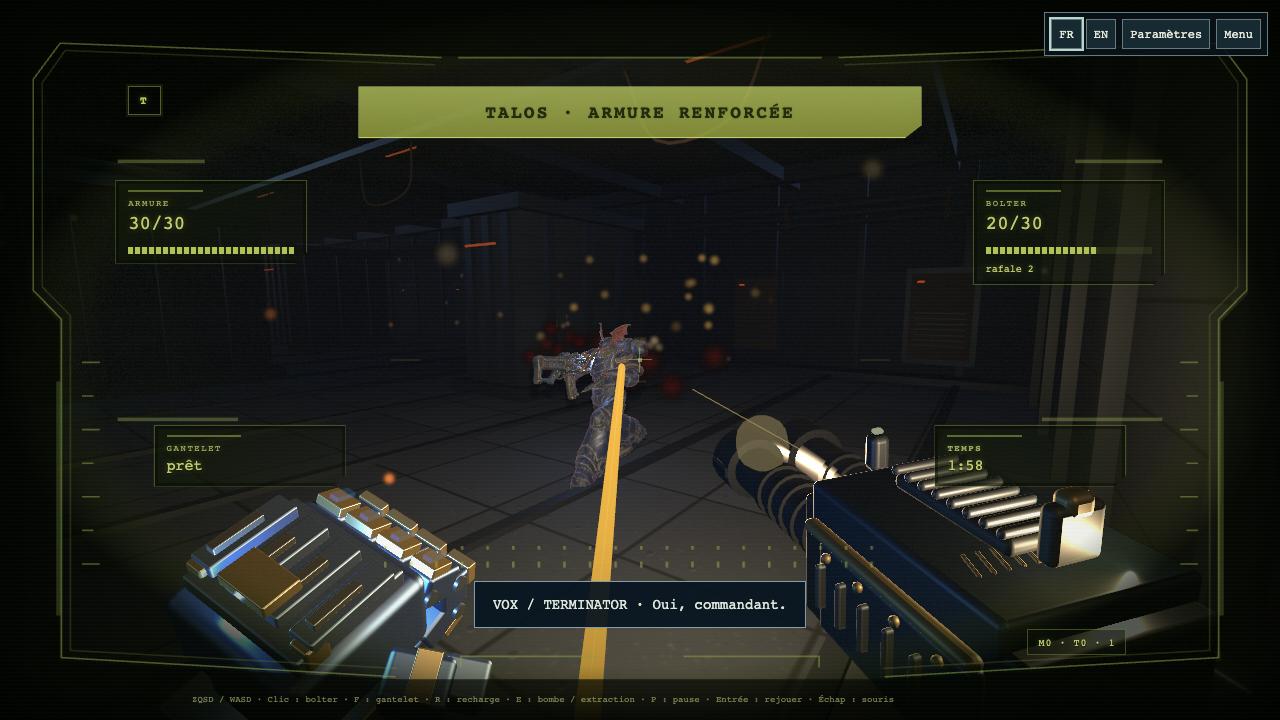 FR EN Paramètres Menu
T
TALOS · ARMURE RENFORCÉE
ARMURE
30/30
BOLTER
20/30
rafale 2
GANTELET
prêt
TEMPS
1:58
VOX / TERMINATOR · Oui, commandant.
M0 · T0 · 1
ZQSD / WASD · Clic : bolter · F : gantelet · R : recharge · E : bombe / extraction · P : pause · Entrée : rejouer · Échap : souris